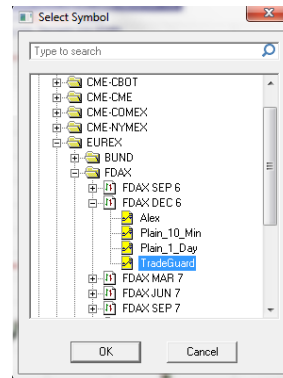 Select Symbol
Type to search
CME-CBOT
CME-CME
CME-COMEX
CME-NYMEX
EUREX
BUND
FDAX
FDAX SEP 6
FDAX DEC 6
Alex
Plain_10_Min
Plain_1_Day
TradeGuard
FDAX MAR 7
FDAX JUN 7
FDAX SEP 7
OK Cancel